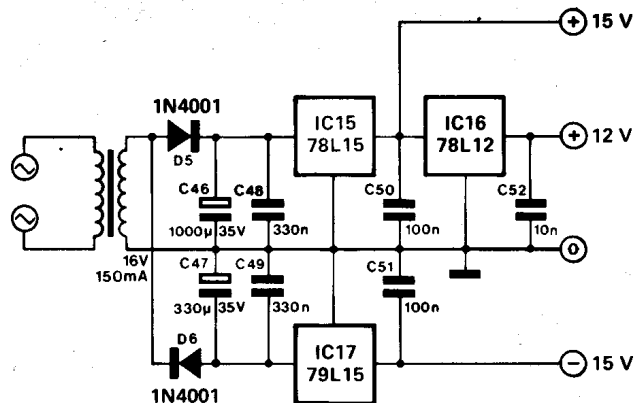 + 15 V
1N4001
D5
IC15
78L15
IC16
78L12
+ 12 V
C46
1000µ 35V
C48
330n
C50
100n
C52
10n
16V
150mA
0
C47
330µ 35V
C49
330n
C51
100n
D6
1N4001
IC17
79L15
− 15 V